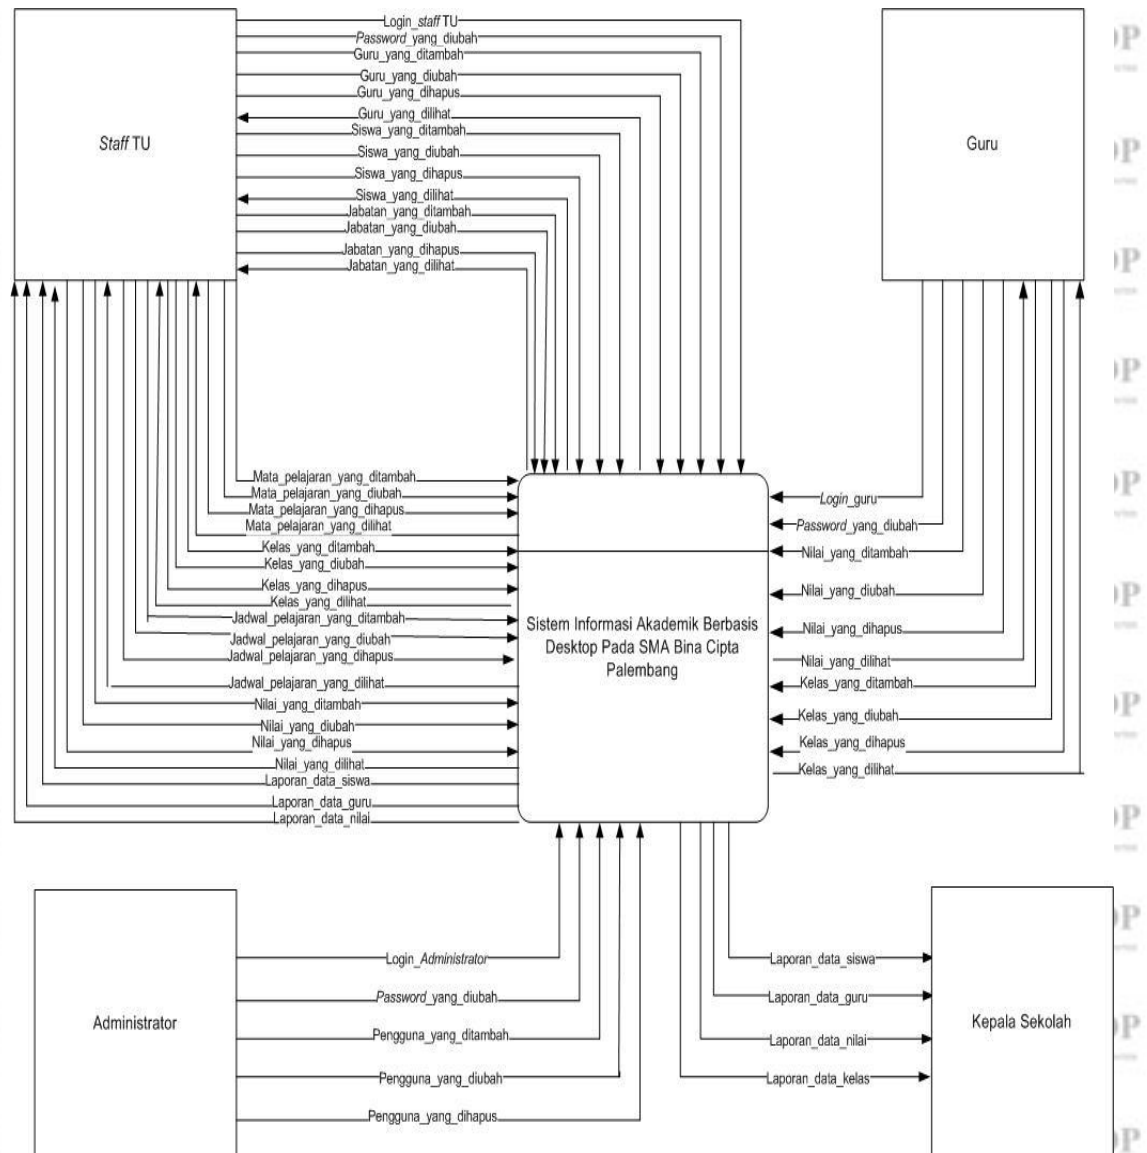 Login_staff TU
Password_yang_diubah
Guru_yang_ditambah
Guru_yang_diubah
Guru_yang_dihapus
Guru_yang_dilihat
Siswa_yang_ditambah
Siswa_yang_diubah
Siswa_yang_dihapus
Siswa_yang_dilihat
Jabatan_yang_ditambah
Jabatan_yang_diubah
Jabatan_yang_dihapus
Jabatan_yang_dilihat
Staff TU
Guru
Mata_pelajaran_yang_ditambah
Mata_pelajaran_yang_diubah
Mata_pelajaran_yang_dihapus
Mata_pelajaran_yang_dilihat
Kelas_yang_ditambah
Kelas_yang_diubah
Kelas_yang_dihapus
Kelas_yang_dilihat
Jadwal_pelajaran_yang_ditambah
Jadwal_pelajaran_yang_diubah
Jadwal_pelajaran_yang_dihapus
Jadwal_pelajaran_yang_dilihat
Nilai_yang_ditambah
Nilai_yang_diubah
Nilai_yang_dihapus
Nilai_yang_dilihat
Laporan_data_siswa
Laporan_data_guru
Laporan_data_nilai
Sistem Informasi Akademik Berbasis
Desktop Pada SMA Bina Cipta
Palembang
Login_guru
Password_yang_diubah
Nilai_yang_ditambah
Nilai_yang_diubah
Nilai_yang_dihapus
Nilai_yang_dilihat
Kelas_yang_ditambah
Kelas_yang_diubah
Kelas_yang_dihapus
Kelas_yang_dilihat
Administrator
Login_Administrator
Password_yang_diubah
Pengguna_yang_ditambah
Pengguna_yang_diubah
Pengguna_yang_dihapus
Laporan_data_siswa
Laporan_data_guru
Laporan_data_nilai
Laporan_data_kelas
Kepala Sekolah